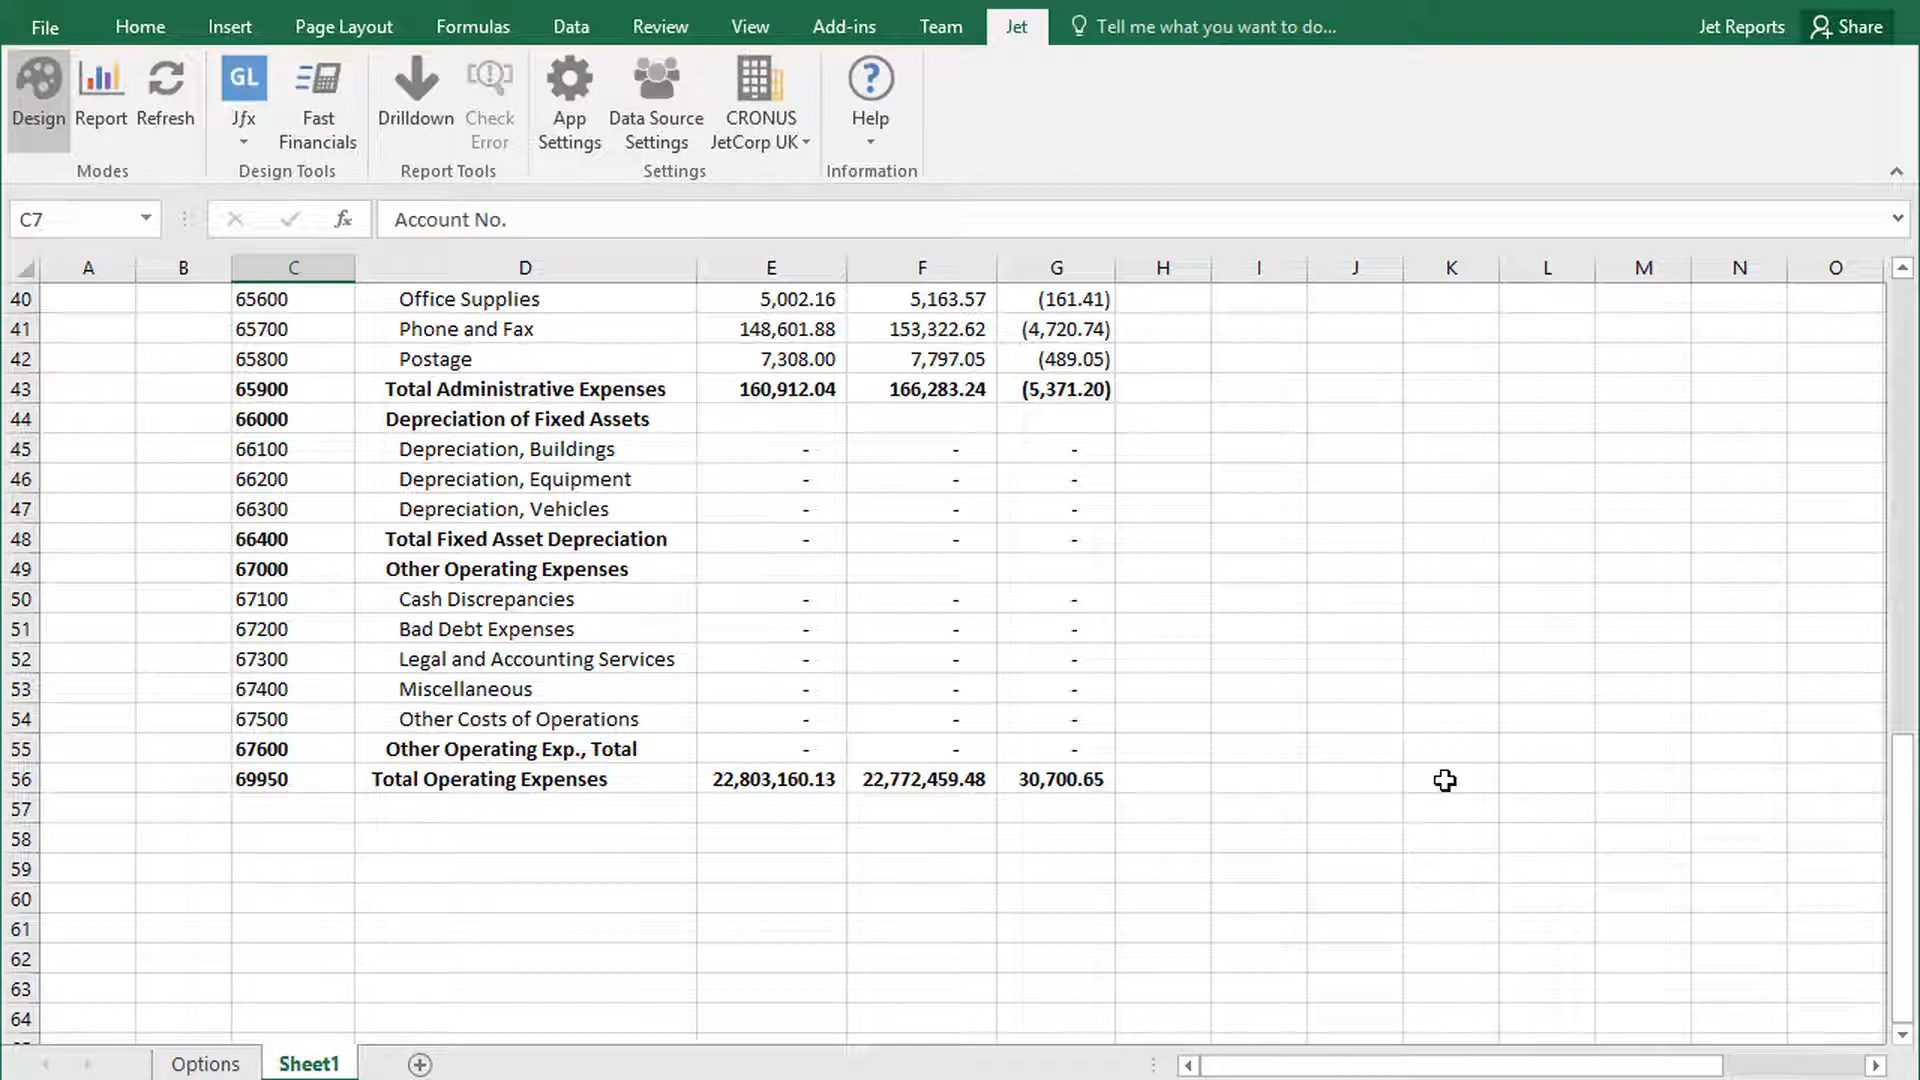 File Home Insert Page Layout Formulas Data Review View Add-ins Team Jet Tell me what you want to do... Jet Reports Share
Design Report Refresh GL Jfx Fast Financials Drilldown Check Error App Settings Data Source Settings CRONUS JetCorp UK Help
Modes Design Tools Report Tools Settings Information
C7 fx Account No.
A B C D E F G H I J K L M N O
40 65600 Office Supplies 5,002.16 5,163.57 (161.41)
41 65700 Phone and Fax 148,601.88 153,322.62 (4,720.74)
42 65800 Postage 7,308.00 7,797.05 (489.05)
43 65900 Total Administrative Expenses 160,912.04 166,283.24 (5,371.20)
44 66000 Depreciation of Fixed Assets
45 66100 Depreciation, Buildings - - -
46 66200 Depreciation, Equipment - - -
47 66300 Depreciation, Vehicles - - -
48 66400 Total Fixed Asset Depreciation - - -
49 67000 Other Operating Expenses
50 67100 Cash Discrepancies - - -
51 67200 Bad Debt Expenses - - -
52 67300 Legal and Accounting Services - - -
53 67400 Miscellaneous - - -
54 67500 Other Costs of Operations - - -
55 67600 Other Operating Exp., Total - - -
56 69950 Total Operating Expenses 22,803,160.13 22,772,459.48 30,700.65
57
58
59
60
61
62
63
64
Options Sheet1